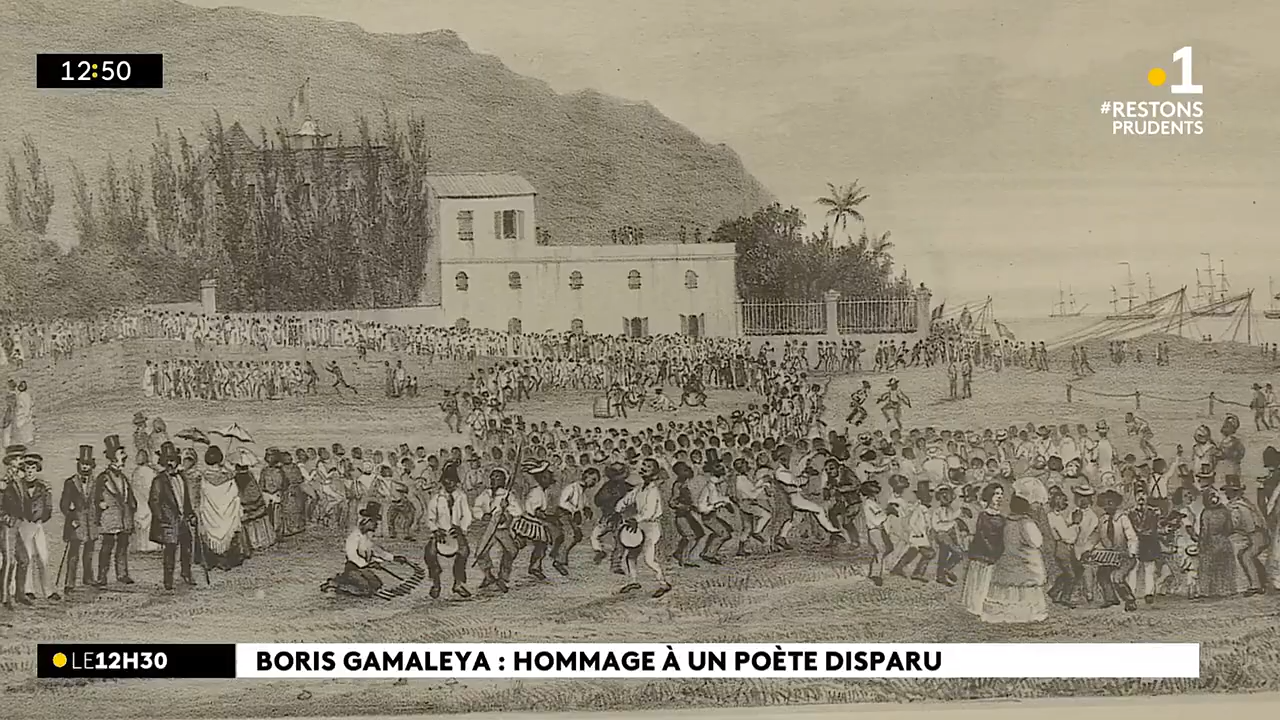 12:50
1
#RESTONS
PRUDENTS
LE12H30
BORIS GAMALEYA : HOMMAGE À UN POÈTE DISPARU